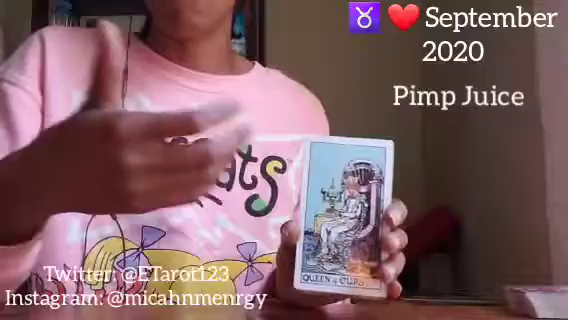 ♉ ❤️ September
2020
Pimp Juice
QUEEN of CUPS
Twitter: @ETarot123
Instagram: @micahnmenrgy